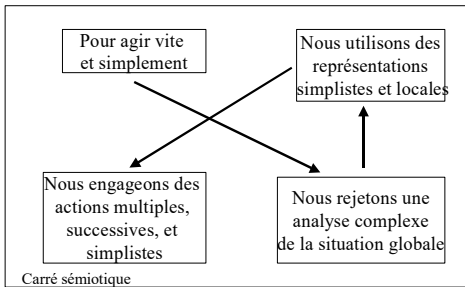 Pour agir vite
et simplement
Nous utilisons des
représentations
simplistes et locales
Nous engageons des
actions multiples,
successives, et
simplistes
Nous rejetons une
analyse complexe
de la situation globale
Carré sémiotique